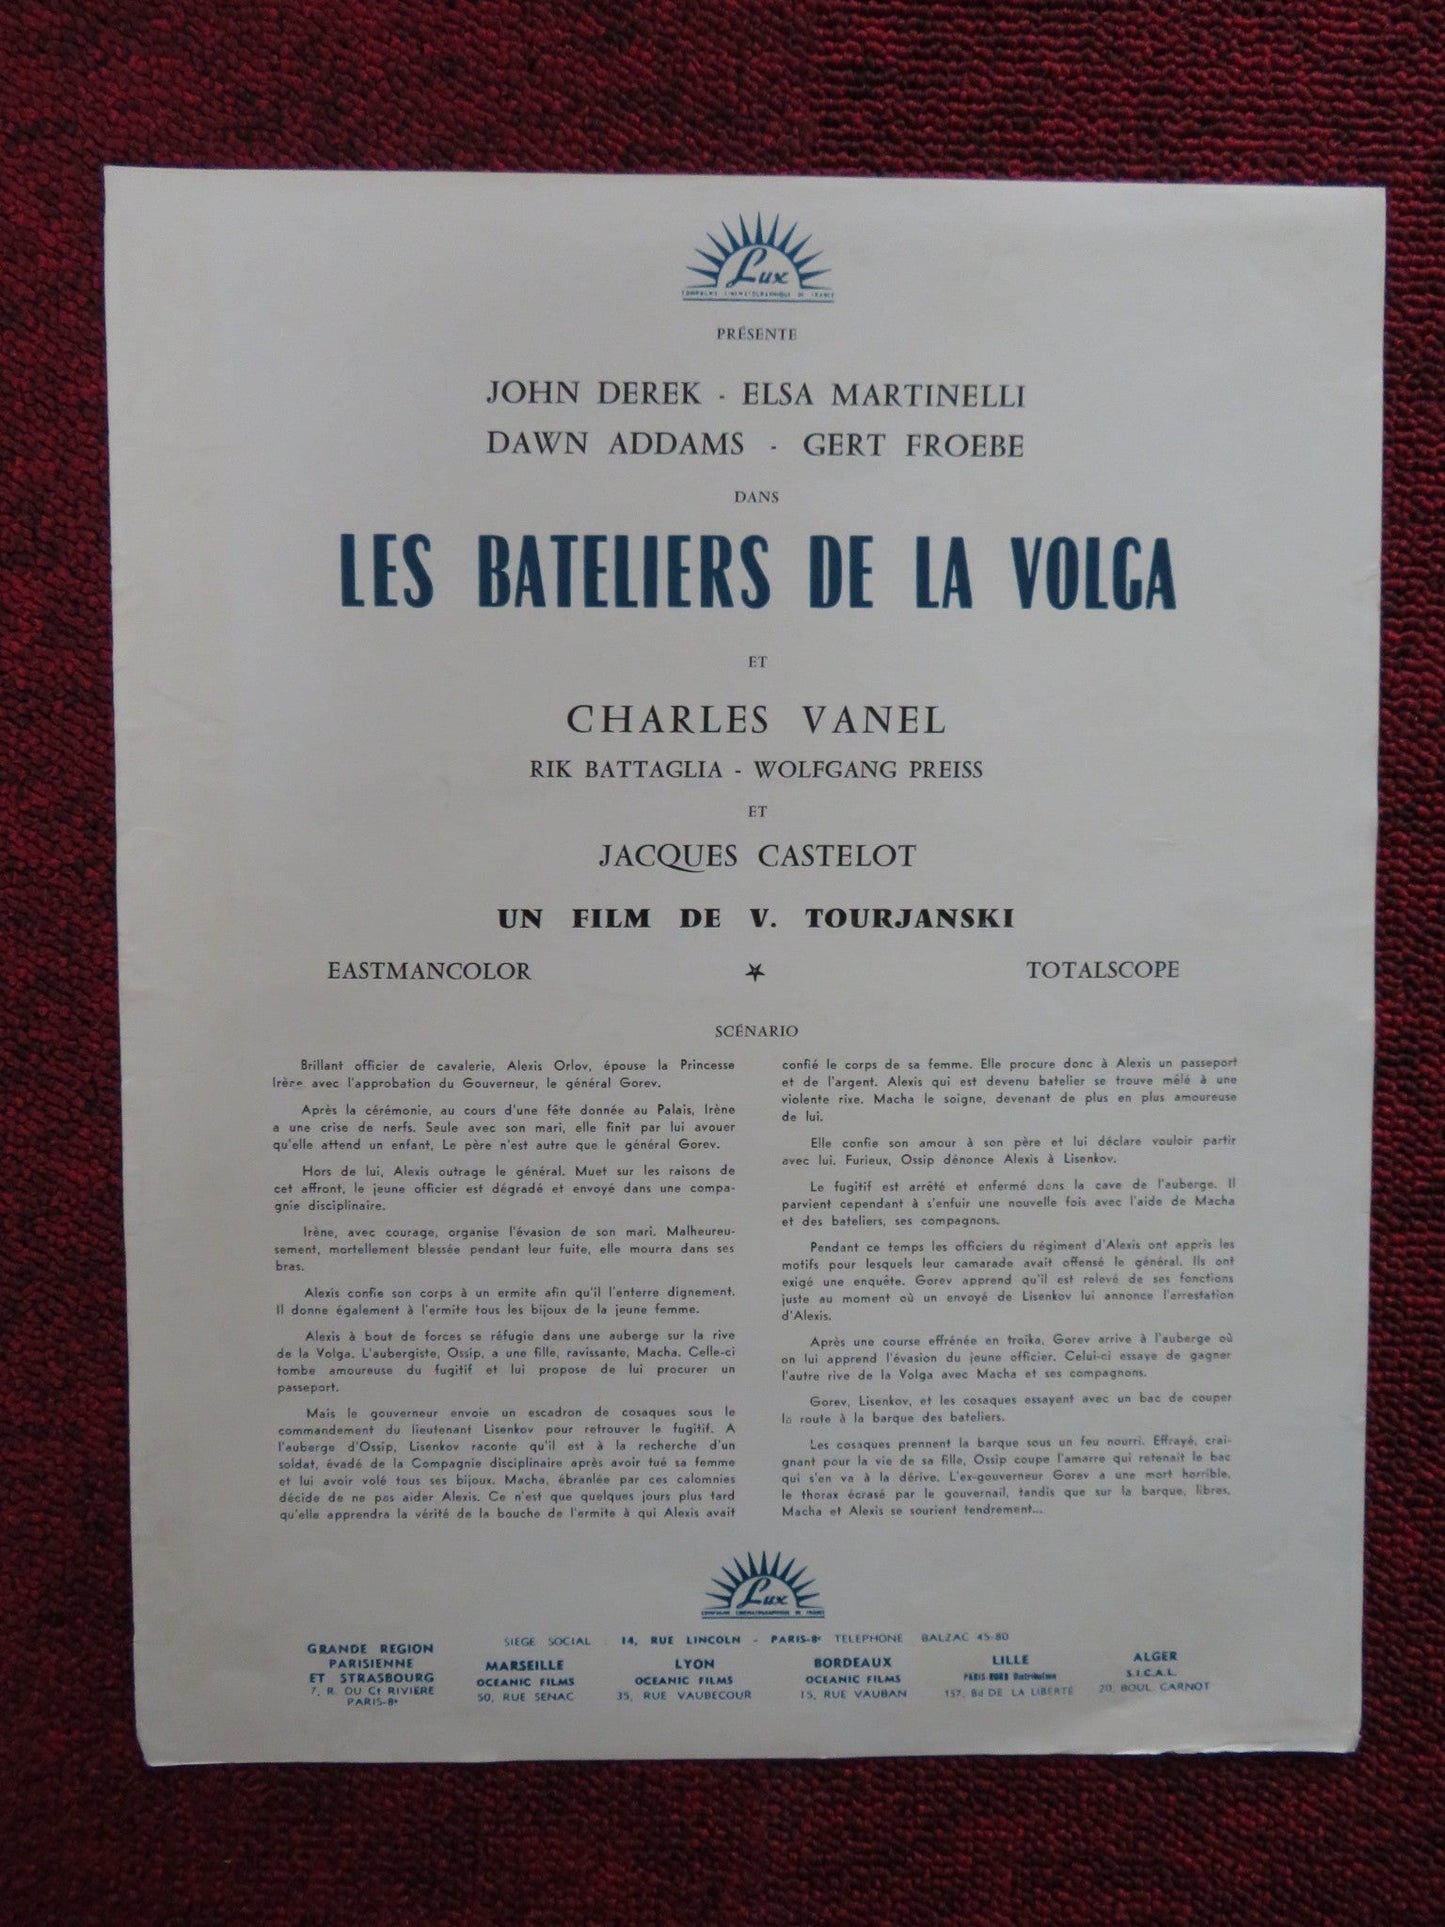 Lux
COMPAGNIE CINEMATOGRAPHIQUE DE FRANCE
PRÉSENTE
JOHN DEREK - ELSA MARTINELLI
DAWN ADDAMS - GERT FROEBE
DANS
LES BATELIERS DE LA VOLGA
ET
CHARLES VANEL
RIK BATTAGLIA - WOLFGANG PREISS
ET
JACQUES CASTELOT
UN FILM DE V. TOURJANSKI
EASTMANCOLOR
TOTALSCOPE
SCÉNARIO
Brillant officier de cavalerie, Alexis Orlov, épouse la Princesse
Irène avec l'approbation du Gouverneur, le général Gorev.
Après la cérémonie, au cours d'une fête donnée au Palais, Irène
a une crise de nerfs. Seule avec son mari, elle finit par lui avouer
qu'elle attend un enfant, Le père n'est autre que le général Gorev.
Hors de lui, Alexis outrage le général. Muet sur les raisons de
cet affront, le jeune officier est dégradé et envoyé dans une compa-
gnie disciplinaire.
Irène, avec courage, organise l'évasion de son mari. Malheureu-
sement, mortellement blessée pendant leur fuite, elle mourra dans ses
bras.
Alexis confie son corps à un ermite afin qu'il l'enterre dignement.
Il donne également à l'ermite tous les bijoux de la jeune femme.
Alexis à bout de forces se réfugie dans une auberge sur la rive
de la Volga. L'aubergiste, Ossip, a une fille, ravissante, Macha. Celle-ci
tombe amoureuse du fugitif et lui propose de lui procurer un
passeport.
Mais le gouverneur envoie un escadron de cosaques sous le
commandement du lieutenant Lisenkov pour retrouver le fugitif. A
l'auberge d'Ossip, Lisenkov raconte qu'il est à la recherche d'un
soldat, évadé de la Compagnie disciplinaire après avoir tué sa femme
et lui avoir volé tous ses bijoux. Macha, ébranlée par ces calomnies
décide de ne pas aider Alexis. Ce n'est que quelques jours plus tard
qu'elle apprendra la vérité de la bouche de l'ermite à qui Alexis avait
confié le corps de sa femme. Elle procure donc à Alexis un passeport
et de l'argent. Alexis qui est devenu batelier se trouve mêlé à une
violente rixe. Macha le soigne, devenant de plus en plus amoureuse
de lui.
Elle confie son amour à son père et lui déclare vouloir partir
avec lui. Furieux, Ossip dénonce Alexis à Lisenkov.
Le fugitif est arrêté et enfermé dans la cave de l'auberge. Il
parvient cependant à s'enfuir une nouvelle fois avec l'aide de Macha
et des bateliers, ses compagnons.
Pendant ce temps les officiers du régiment d'Alexis ont appris les
motifs pour lesquels leur camarade avait offensé le général. Ils ont
exigé une enquête. Gorev apprend qu'il est relevé de ses fonctions
juste au moment où un envoyé de Lisenkov lui annonce l'arrestation
d'Alexis.
Après une course effrénée en troïka, Gorev arrive à l'auberge où
on lui apprend l'évasion du jeune officier. Celui-ci essaye de gagner
l'autre rive de la Volga avec Macha et ses compagnons.
Gorev, Lisenkov, et les cosaques essayent avec un bac de couper
la route à la barque des bateliers.
Les cosaques prennent la barque sous un feu nourri. Effrayé, crai-
gnant pour la vie de sa fille, Ossip coupe l'amarre qui retenait le bac
qui s'en va à la dérive. L'ex-gouverneur Gorev a une mort horrible,
le thorax écrasé par le gouvernail, tandis que sur la barque, libres,
Macha et Alexis se sourient tendrement...
Lux
COMPAGNIE CINEMATOGRAPHIQUE DE FRANCE
SIEGE SOCIAL : 14, RUE LINCOLN - PARIS-8e TELEPHONE BALZAC 45-80
GRANDE REGION
PARISIENNE
ET STRASBOURG
7, R. DU Ct RIVIERE
PARIS-8e
MARSEILLE
OCEANIC FILMS
50, RUE SENAC
LYON
OCEANIC FILMS
35, RUE VAUBECOUR
BORDEAUX
OCEANIC FILMS
15, RUE VAUBAN
LILLE
PARIS-NORD Distribution
157, Bd DE LA LIBERTÉ
ALGER
S.I.C.A.L.
20, BOUL. CARNOT